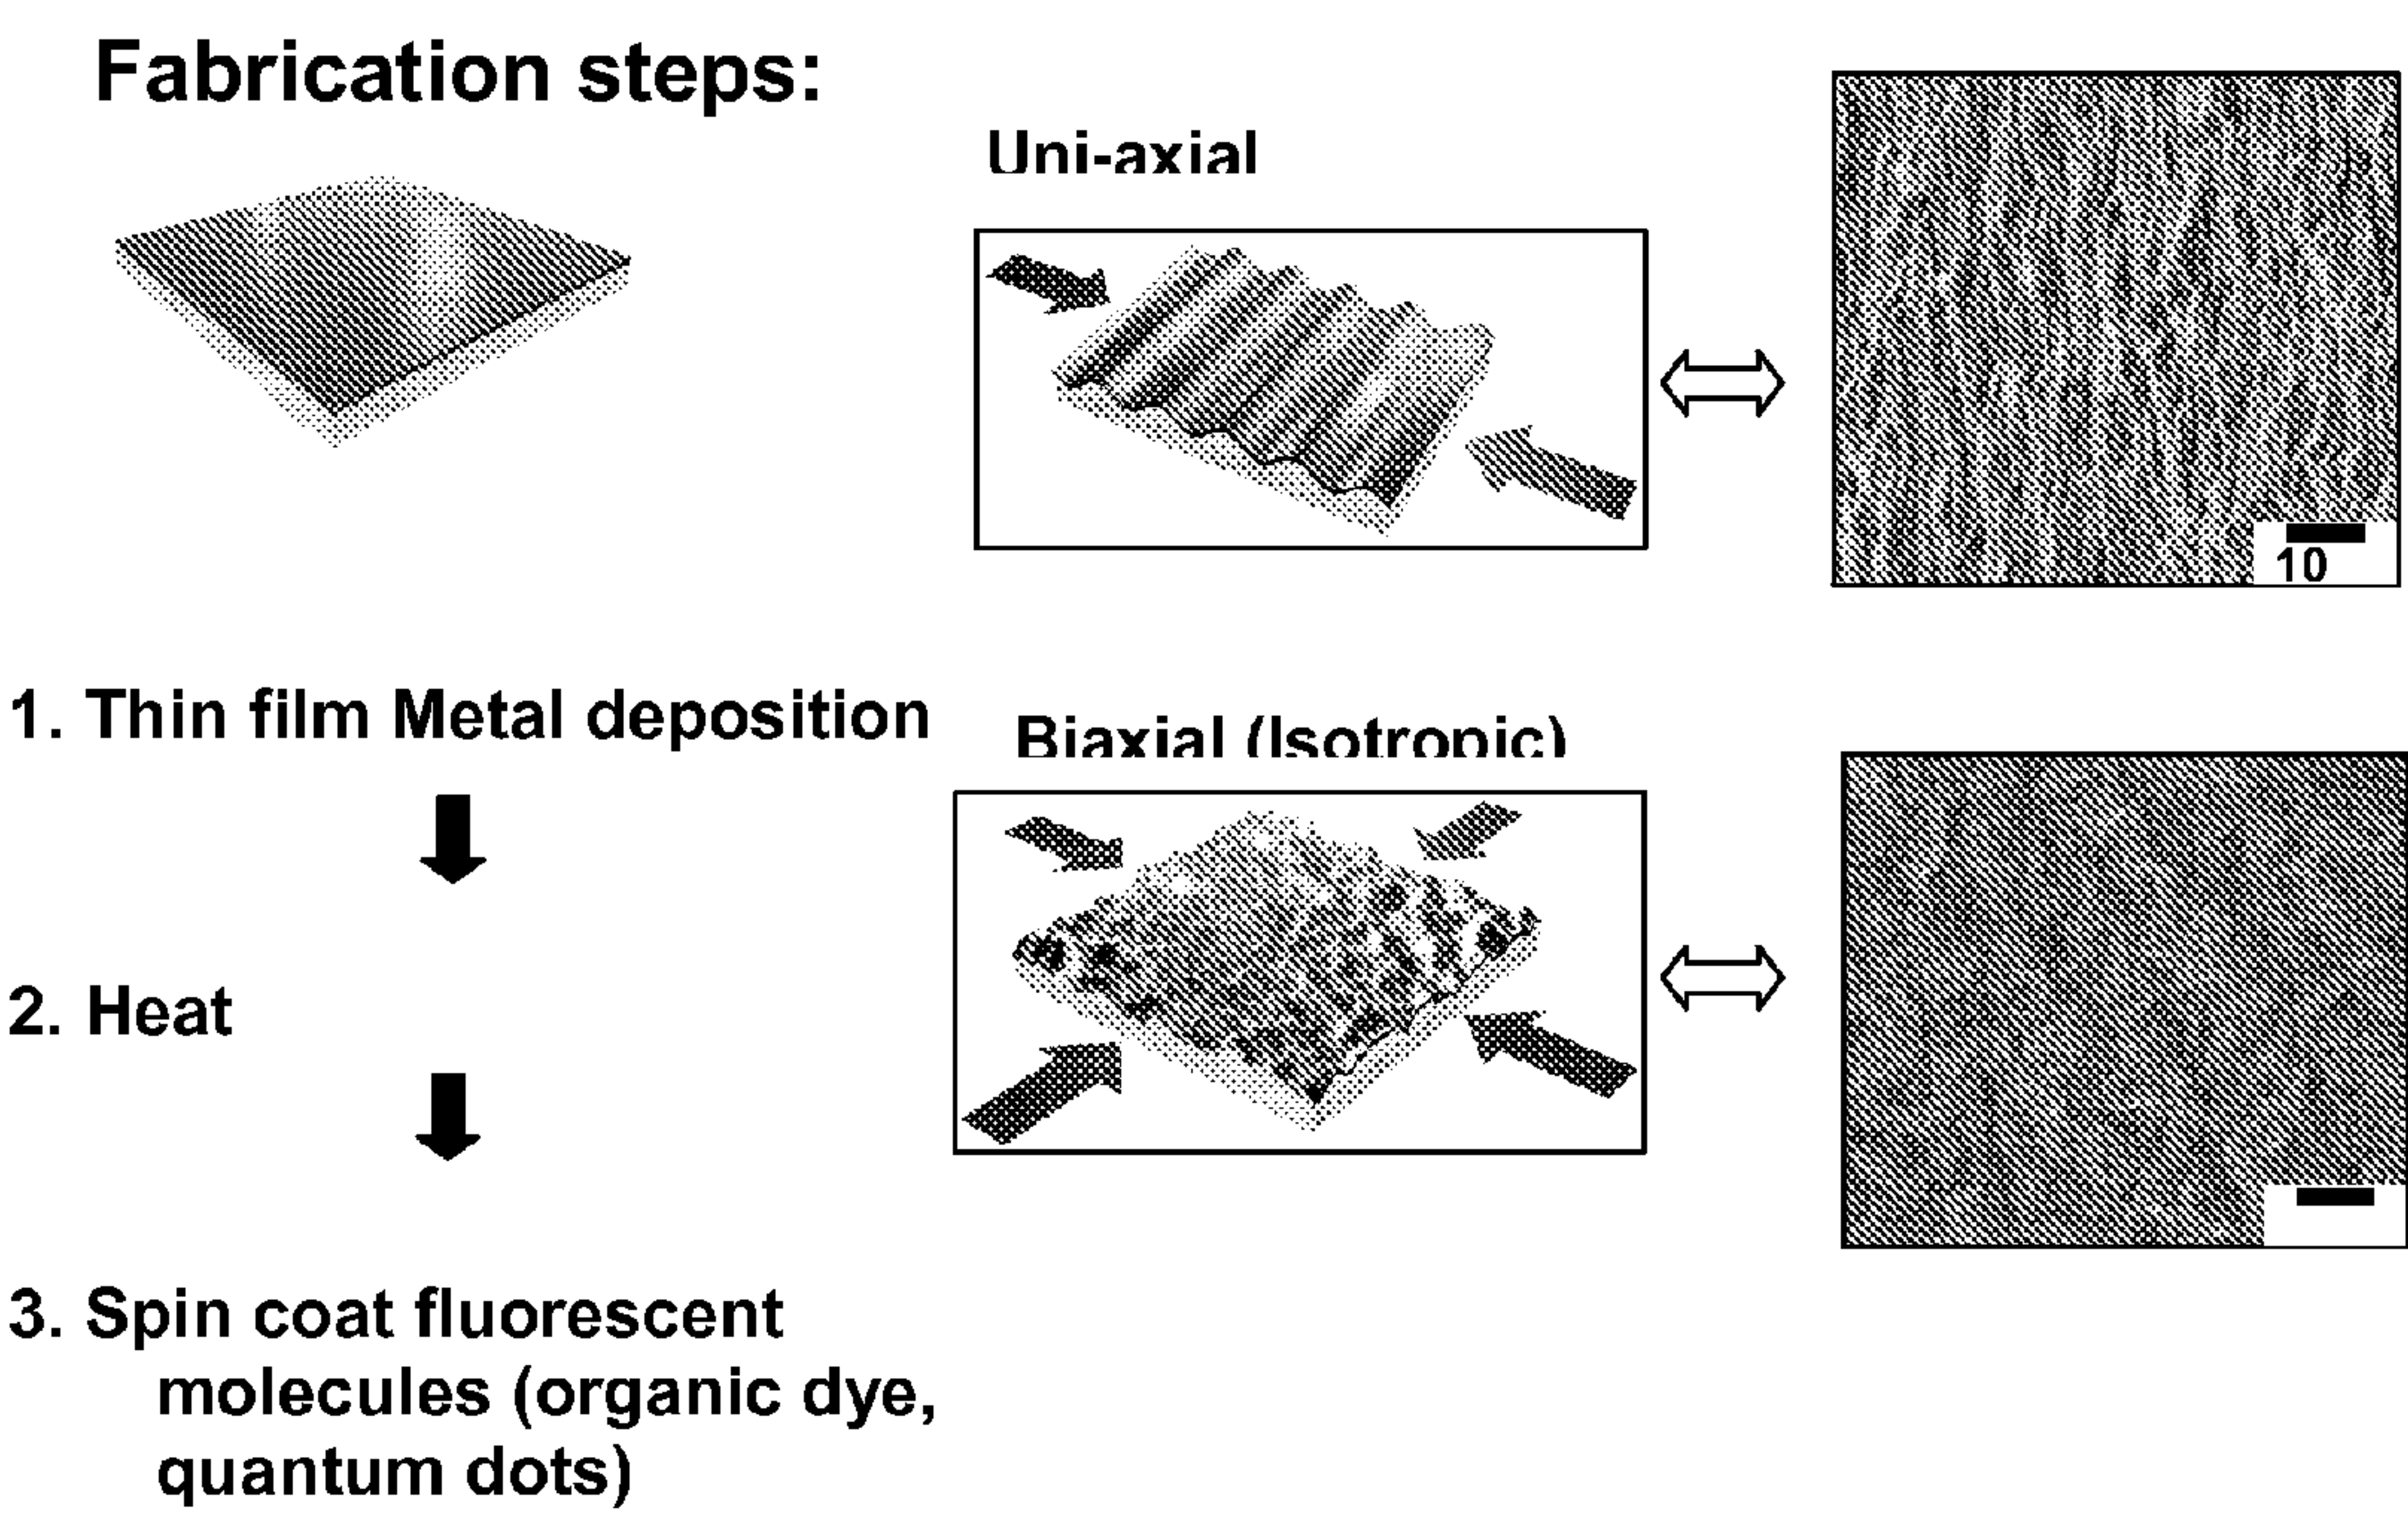 Fabrication steps:
Uni-axial
10
1. Thin film Metal deposition
Biaxial (Isotropic)
2. Heat
3. Spin coat fluorescent
molecules (organic dye,
quantum dots)